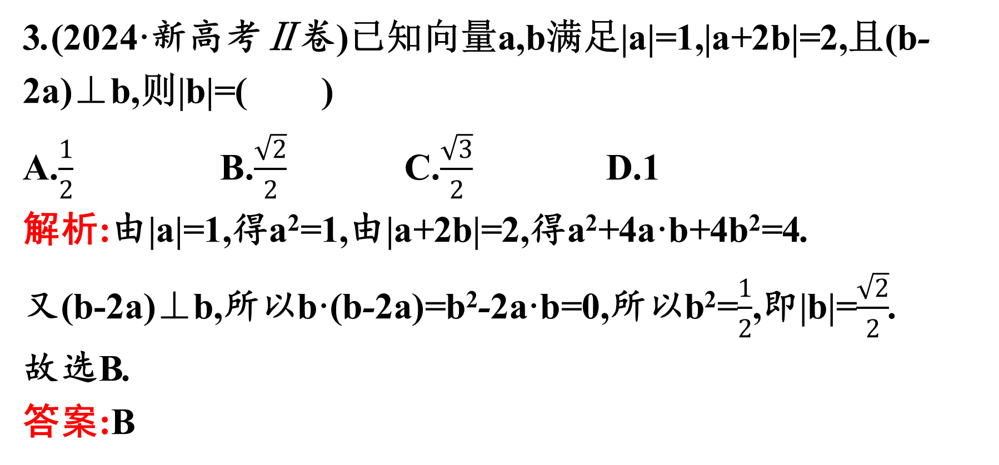 3.(2024·新高考Ⅱ卷)已知向量a,b满足|a|=1,|a+2b|=2,且(b-
2a)⊥b,则|b|=(　　)
A.\frac{1}{2}　　B.\frac{\sqrt{2}}{2}　　C.\frac{\sqrt{3}}{2}　　D.1
解析:由|a|=1,得a²=1,由|a+2b|=2,得a²+4a·b+4b²=4.
又(b-2a)⊥b,所以b·(b-2a)=b²-2a·b=0,所以b²=\frac{1}{2},即|b|=\frac{\sqrt{2}}{2}.
故选B.
答案:B